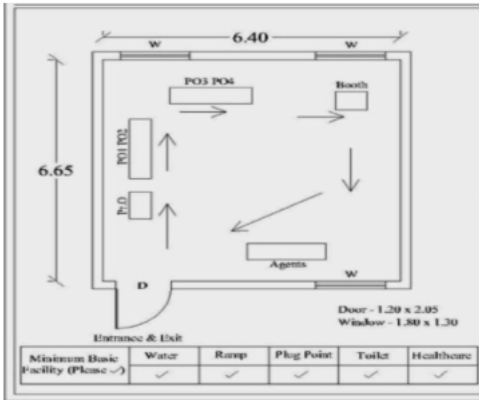 6.40
W W
PO3 PO4
Booth
PO1 PO2
6.65
Pr.O
Agents
D W
Door - 1.20 x 2.05
Window - 1.80 x 1.30
Entrance & Exit
Minimum Basic Facility (Please ✓) Water Ramp Plug Point Toilet Healthcare
✓ ✓ ✓ ✓ ✓